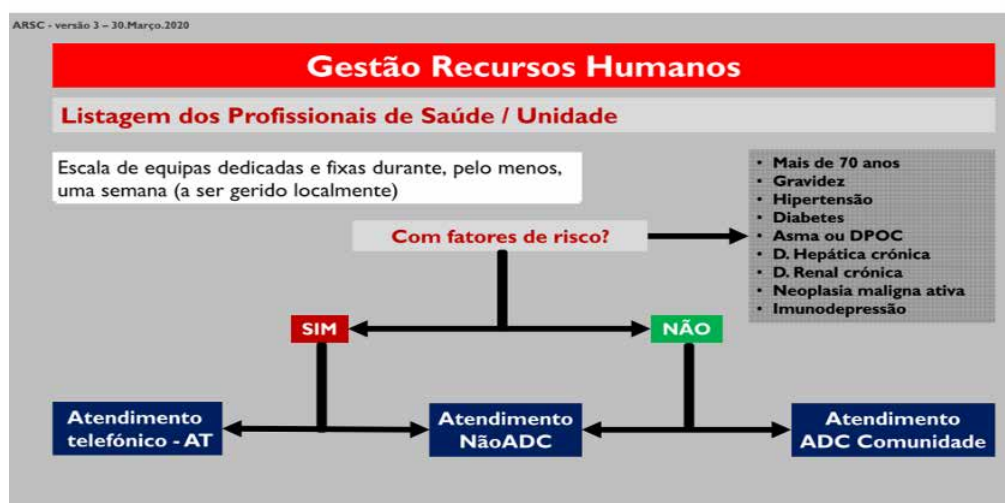 ARSC - versão 3 – 30.Março.2020
Gestão Recursos Humanos
Listagem dos Profissionais de Saúde / Unidade
Escala de equipas dedicadas e fixas durante, pelo menos,
uma semana (a ser gerido localmente)
• Mais de 70 anos
• Gravidez
• Hipertensão
• Diabetes
• Asma ou DPOC
• D. Hepática crónica
• D. Renal crónica
• Neoplasia maligna ativa
• Imunodepressão
Com fatores de risco?
SIM
NÃO
Atendimento
telefónico - AT
Atendimento
NãoADC
Atendimento
ADC Comunidade